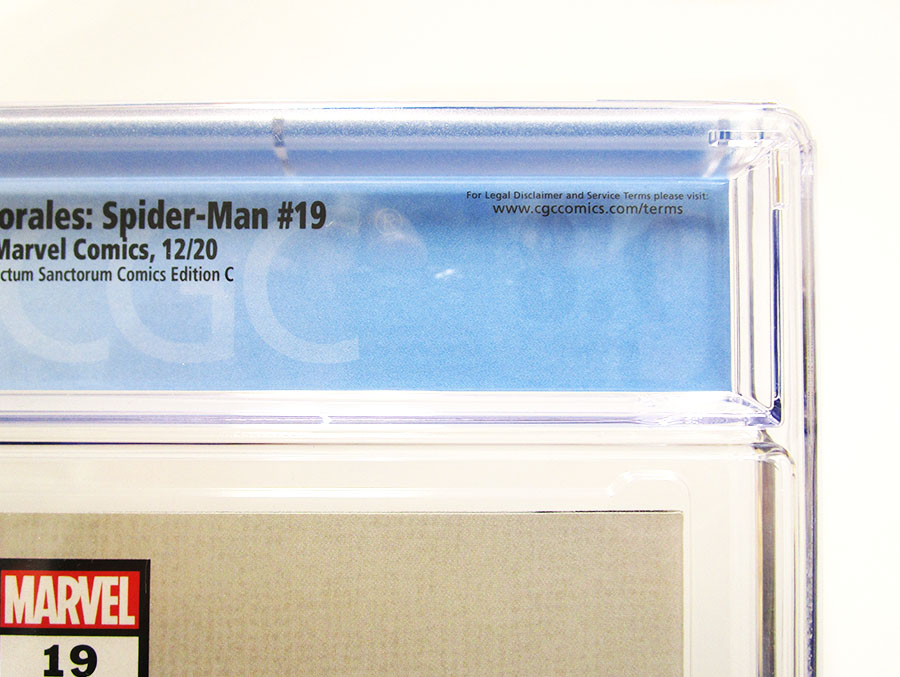 orales: Spider-Man #19
Marvel Comics, 12/20
ctum Sanctorum Comics Edition C
For Legal Disclaimer and Service Terms please visit:
www.cgccomics.com/terms
CGC
MARVEL
19